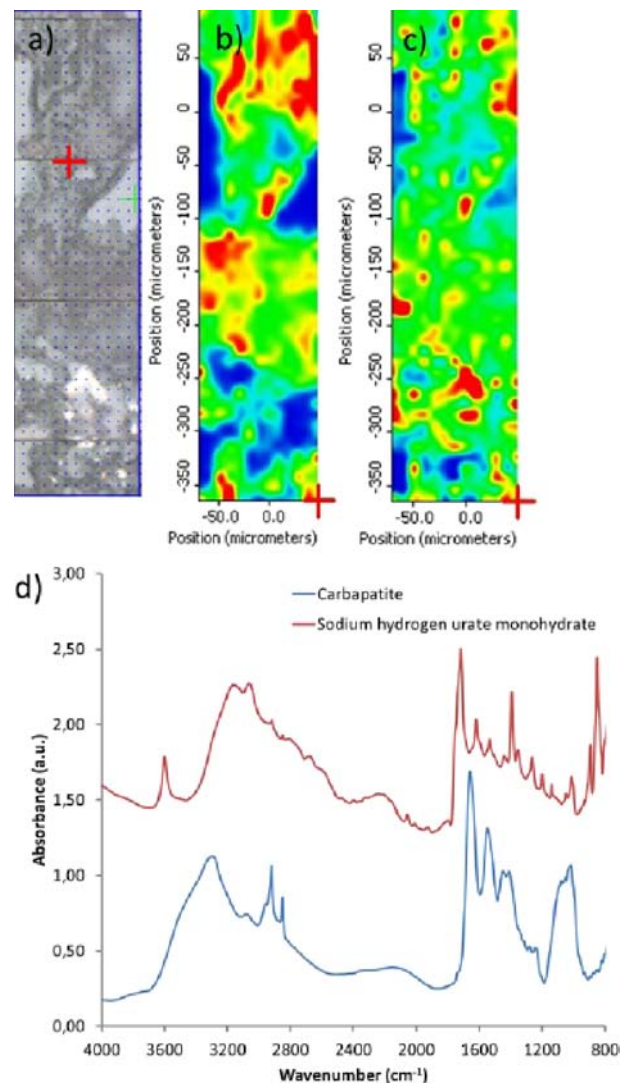 a)
b)
c)
Position (micrometers)
50
0
-50
-100
-150
-200
-250
-300
-350
-50.0 0.0
Position (micrometers)
Position (micrometers)
50
0
-50
-100
-150
-200
-250
-300
-350
-50.0 0.0
Position (micrometers)
d)
Carbapatite
Sodium hydrogen urate monohydrate
Absorbance (a.u.)
3,00
2,50
2,00
1,50
1,00
0,50
0,00
4000 3600 3200 2800 2400 2000 1600 1200 800
Wavenumber (cm⁻¹)